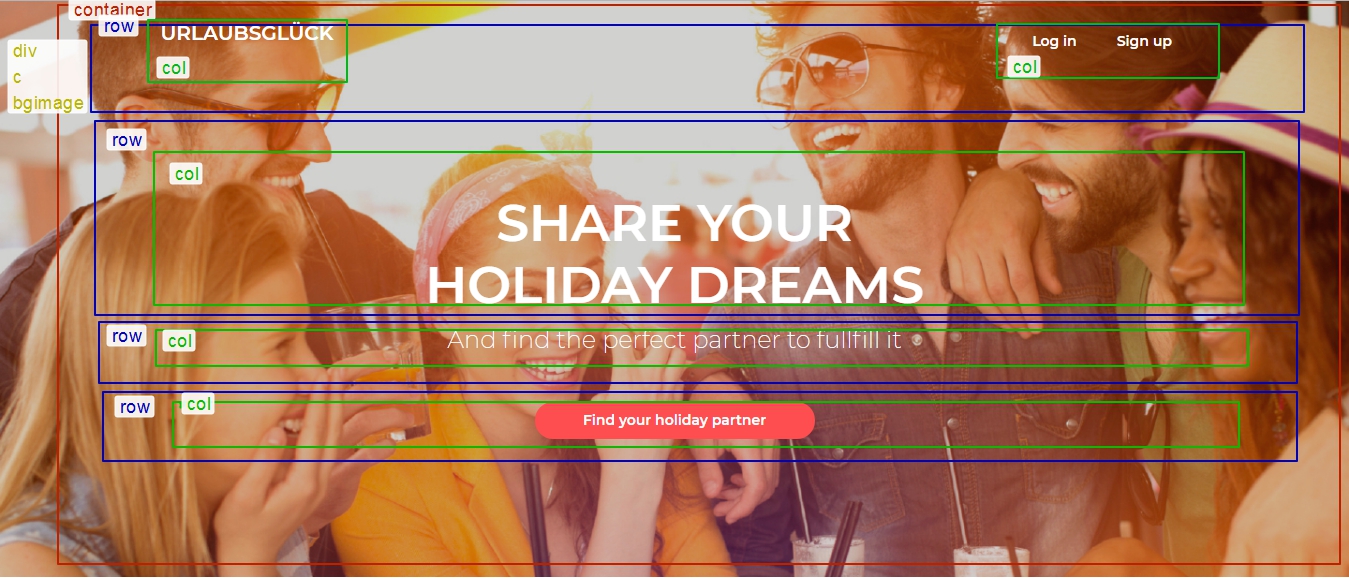 container
row
URLAUBSGLÜCK
Log in Sign up
div
c
bgimage
col
col
row
col
SHARE YOUR
HOLIDAY DREAMS
row
col
And find the perfect partner to fullfill it
row
col
Find your holiday partner